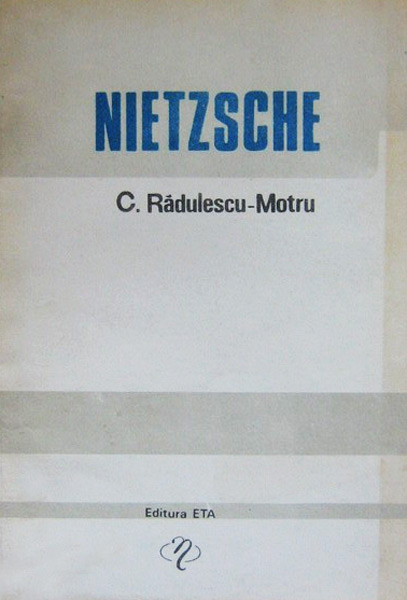 NIETZSCHE
C. Rădulescu-Motru
Editura ETA